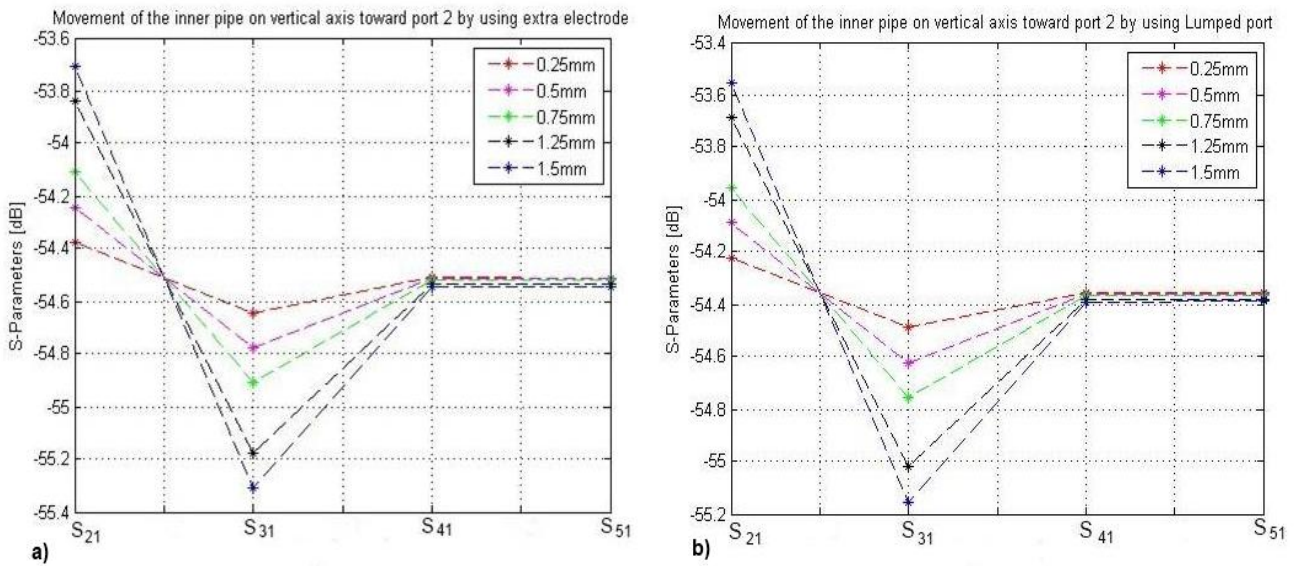 Movement of the inner pipe on vertical axis toward port 2 by using extra electrode
-53.6
-53.8
-54
-54.2
-54.4
-54.6
-54.8
-55
-55.2
-55.4
S-Parameters [dB]
0.25mm
0.5mm
0.75mm
1.25mm
1.5mm
S21
S31
S41
S51
a)
Movement of the inner pipe on vertical axis toward port 2 by using Lumped port
-53.4
-53.6
-53.8
-54
-54.2
-54.4
-54.6
-54.8
-55
-55.2
S-Parameters [dB]
0.25mm
0.5mm
0.75mm
1.25mm
1.5mm
S21
S31
S41
S51
b)